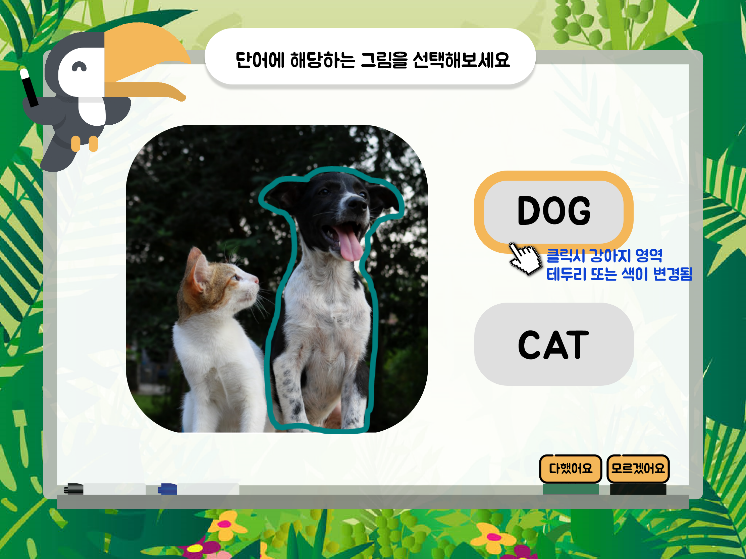 단어에 해당하는 그림을 선택해보세요
DOG
클릭시 강아지 영역
테두리 또는 색이 변경됨
CAT
다했어요
모르겠어요